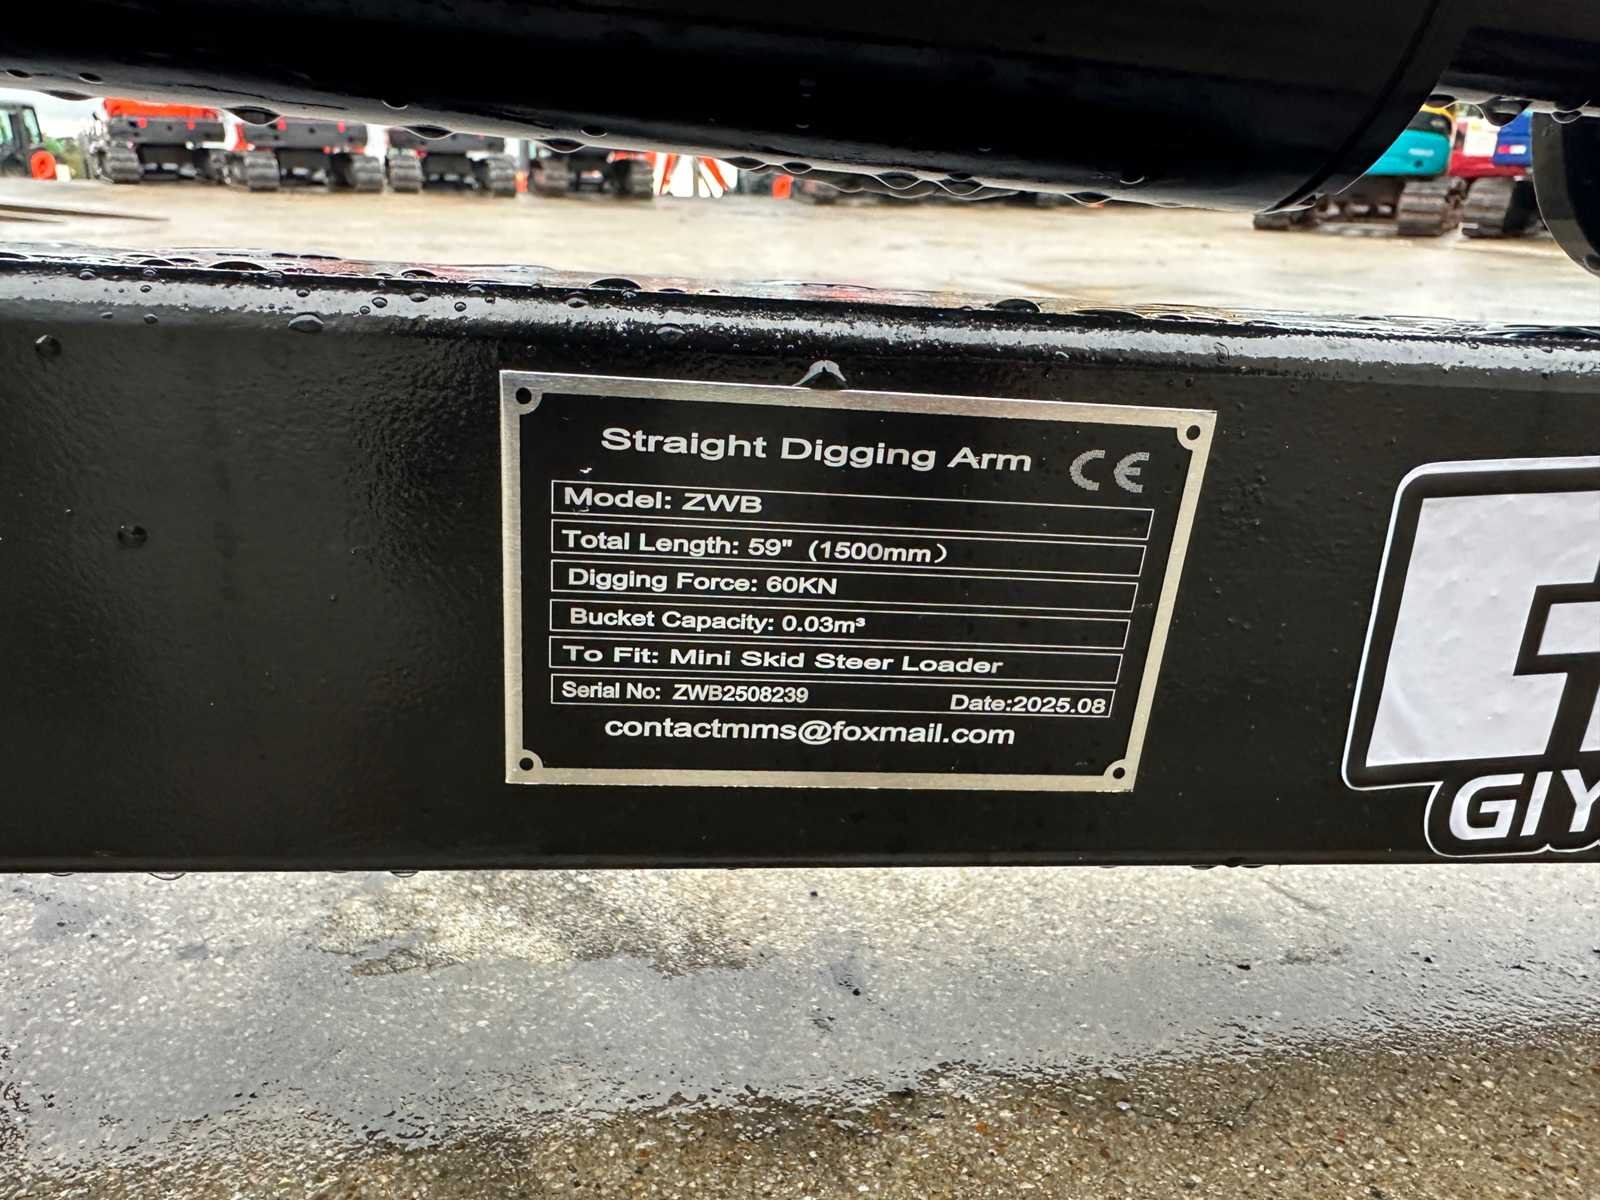 Straight Digging Arm CE
Model: ZWB
Total Length: 59" (1500mm)
Digging Force: 60KN
Bucket Capacity: 0.03m³
To Fit: Mini Skid Steer Loader
Serial No: ZWB2508239 Date:2025.08
contactmms@foxmail.com
GIY